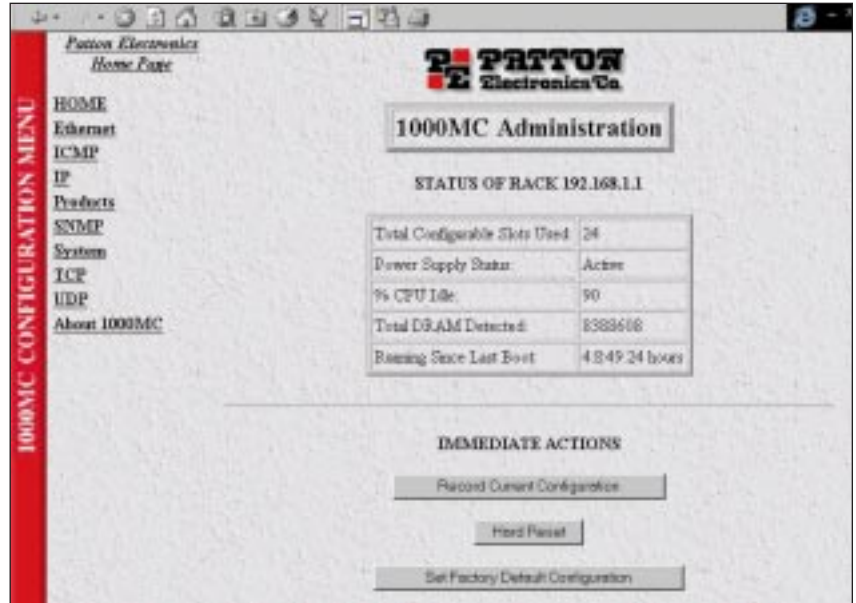 1000MC CONFIGURATION MENU
Patton Electronics
Home Page
HOME
Ethernet
ICMP
IP
Products
SNMP
System
TCP
UDP
About 1000MC
PATTON
Electronics Co.
1000MC Administration
STATUS OF RACK 192.168.1.1
Total Configurable Slots Used: 24
Power Supply Status: Active
% CPU Idle: 90
Total DRAM Detected: 8388608
Running Since Last Boot: 4:8:49:24 hours
IMMEDIATE ACTIONS
Record Current Configuration
Hard Reset
Set Factory Default Configuration